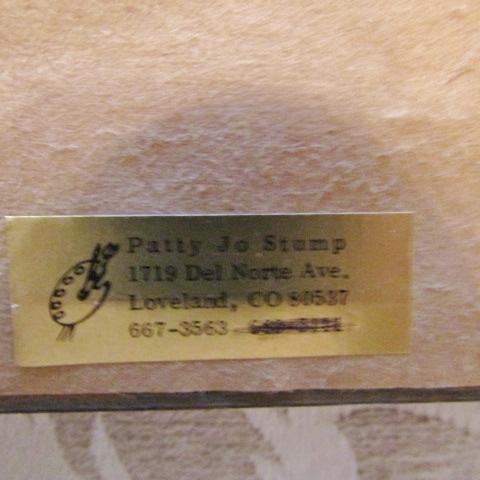 Patty Jo Stump
1719 Del Norte Ave.
Loveland, CO 80537
667-3563